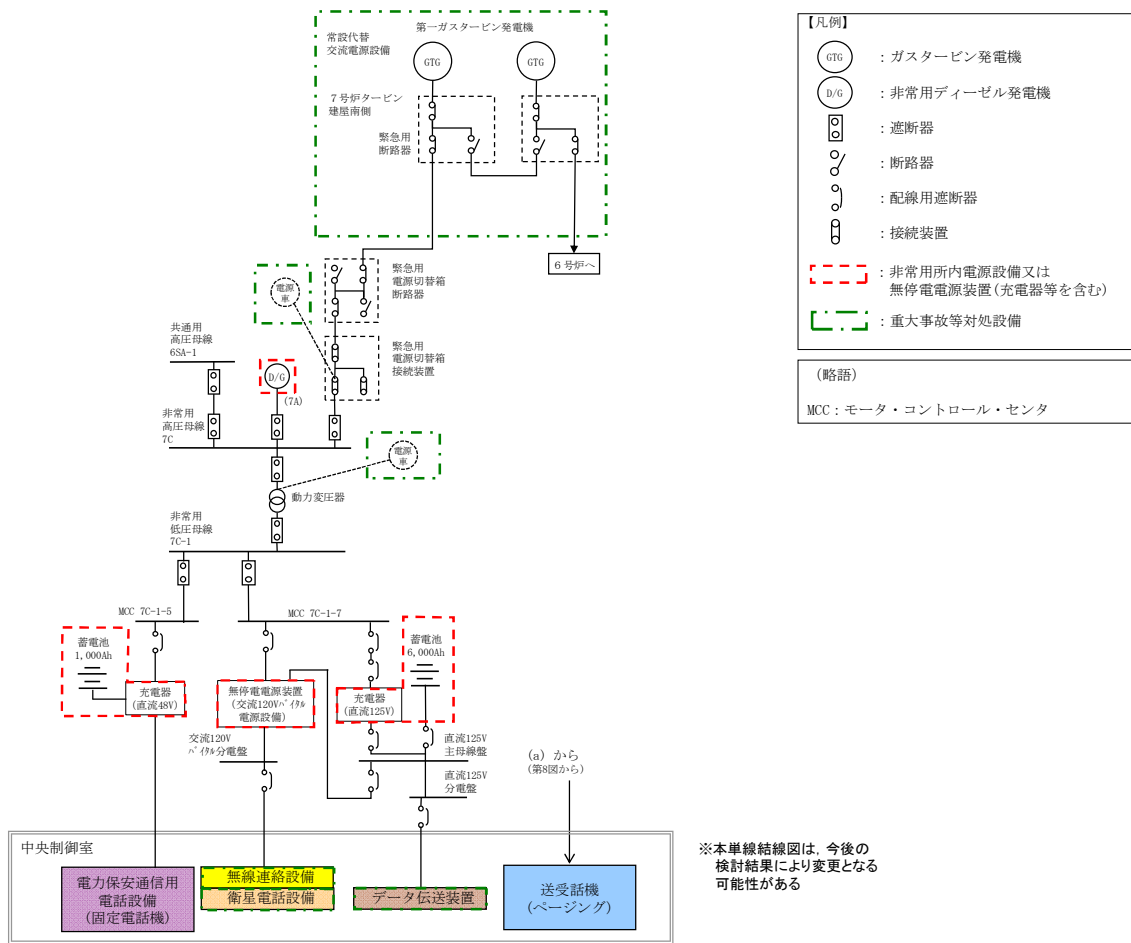 常設代替
交流電源設備
第一ガスタービン発電機
GTG
GTG
7号炉タービン
建屋南側
緊急用
断路器
6号炉へ
緊急用
電源切替箱
断路器
電源
車
緊急用
電源切替箱
接続装置
共通用
高圧母線
6SA-1
D/G
(7A)
非常用
高圧母線
7C
電源
車
動力変圧器
非常用
低圧母線
7C-1
MCC 7C-1-5
MCC 7C-1-7
蓄電池
1,000Ah
蓄電池
6,000Ah
充電器
(直流48V)
無停電電源装置
(交流120Vバイタル
電源設備)
充電器
(直流125V)
交流120V
バイタル分電盤
直流125V
主母線盤
直流125V
分電盤
(a) から
(第8図から)
中央制御室
電力保安通信用
電話設備
(固定電話機)
無線連絡設備
衛星電話設備
データ伝送装置
送受話機
(ページング)
※本単線結線図は，今後の
検討結果により変更となる
可能性がある
【凡例】
GTG
：ガスタービン発電機
D/G
：非常用ディーゼル発電機
：遮断器
：断路器
：配線用遮断器
：接続装置
：非常用所内電源設備又は
無停電電源装置(充電器等を含む)
：重大事故等対処設備
（略語）
MCC：モータ・コントロール・センタ